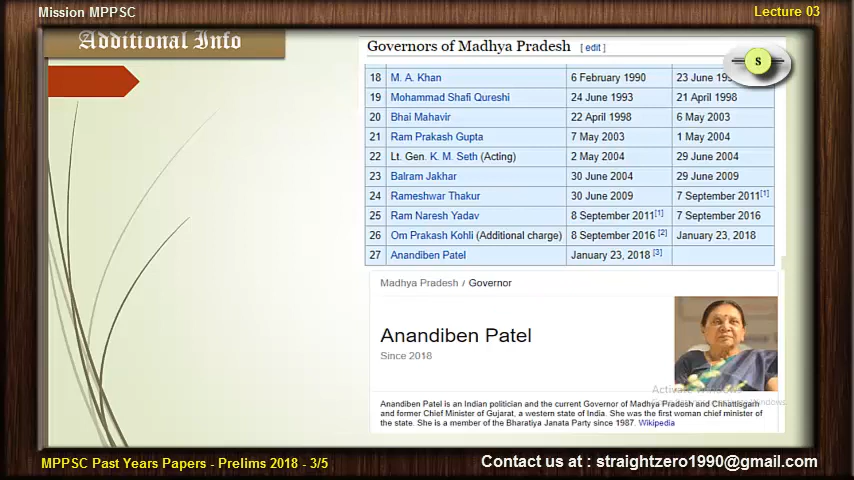 Mission MPPSC
Lecture 03
Additional Info
Governors of Madhya Pradesh [ edit ]
S
18 M. A. Khan 6 February 1990 23 June
19 Mohammad Shafi Qureshi 24 June 1993 21 April 1998
20 Bhai Mahavir 22 April 1998 6 May 2003
21 Ram Prakash Gupta 7 May 2003 1 May 2004
22 Lt. Gen. K. M. Seth (Acting) 2 May 2004 29 June 2004
23 Balram Jakhar 30 June 2004 29 June 2009
24 Rameshwar Thakur 30 June 2009 7 September 2011[1]
25 Ram Naresh Yadav 8 September 2011[1] 7 September 2016
26 Om Prakash Kohli (Additional charge) 8 September 2016 [2] January 23, 2018
27 Anandiben Patel January 23, 2018 [3]
Madhya Pradesh / Governor
Anandiben Patel
Since 2018
Activate Windows
Anandiben Patel is an Indian politician and the current Governor of Madhya Pradesh and Chhattisgarh
and former Chief Minister of Gujarat, a western state of India. She was the first woman chief minister of
the state. She is a member of the Bharatiya Janata Party since 1987. Wikipedia
MPPSC Past Years Papers - Prelims 2018 - 3/5
Contact us at : straightzero1990@gmail.com